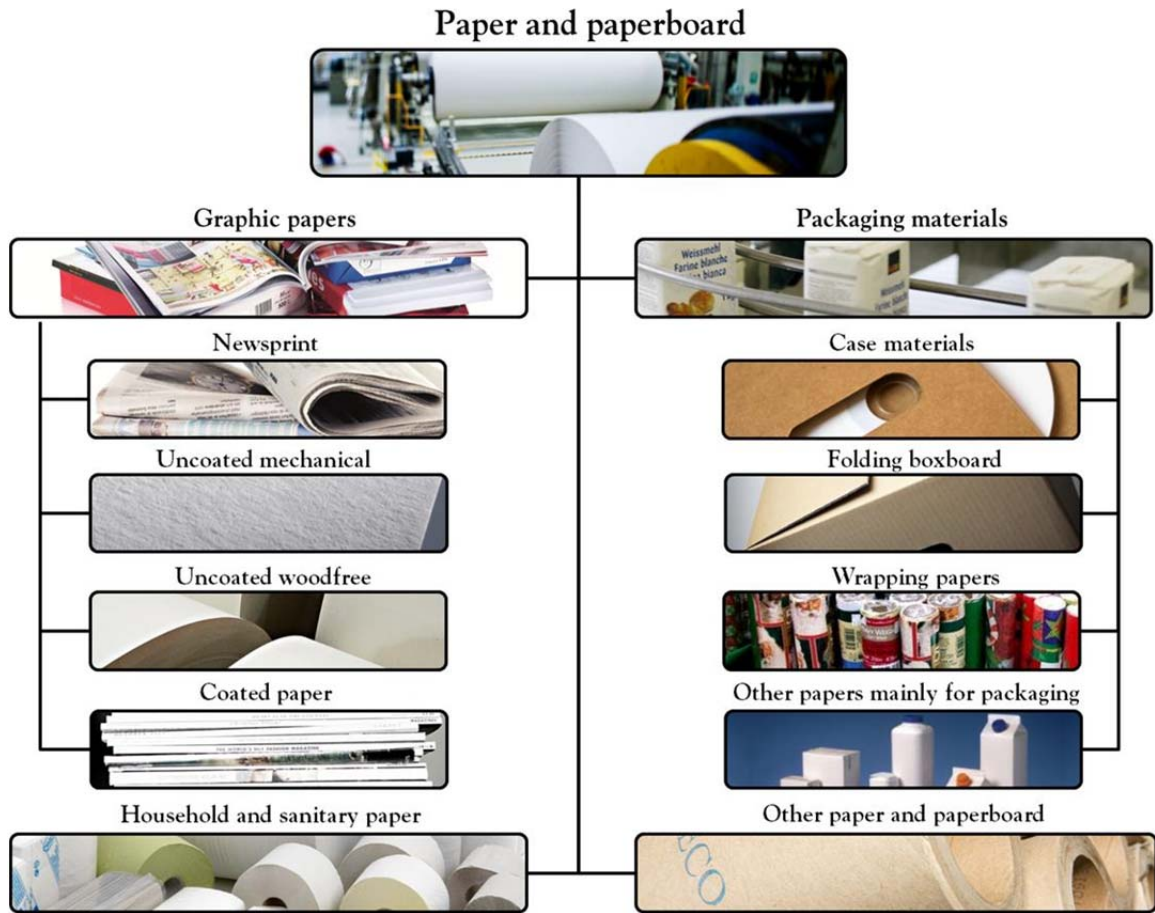 Paper and paperboard
Graphic papers
Packaging materials
Weissmehl
Farine blanche
bianca
Newsprint
Case materials
Uncoated mechanical
Folding boxboard
Uncoated woodfree
Wrapping papers
Coated paper
Other papers mainly for packaging
Household and sanitary paper
Other paper and paperboard
ECO